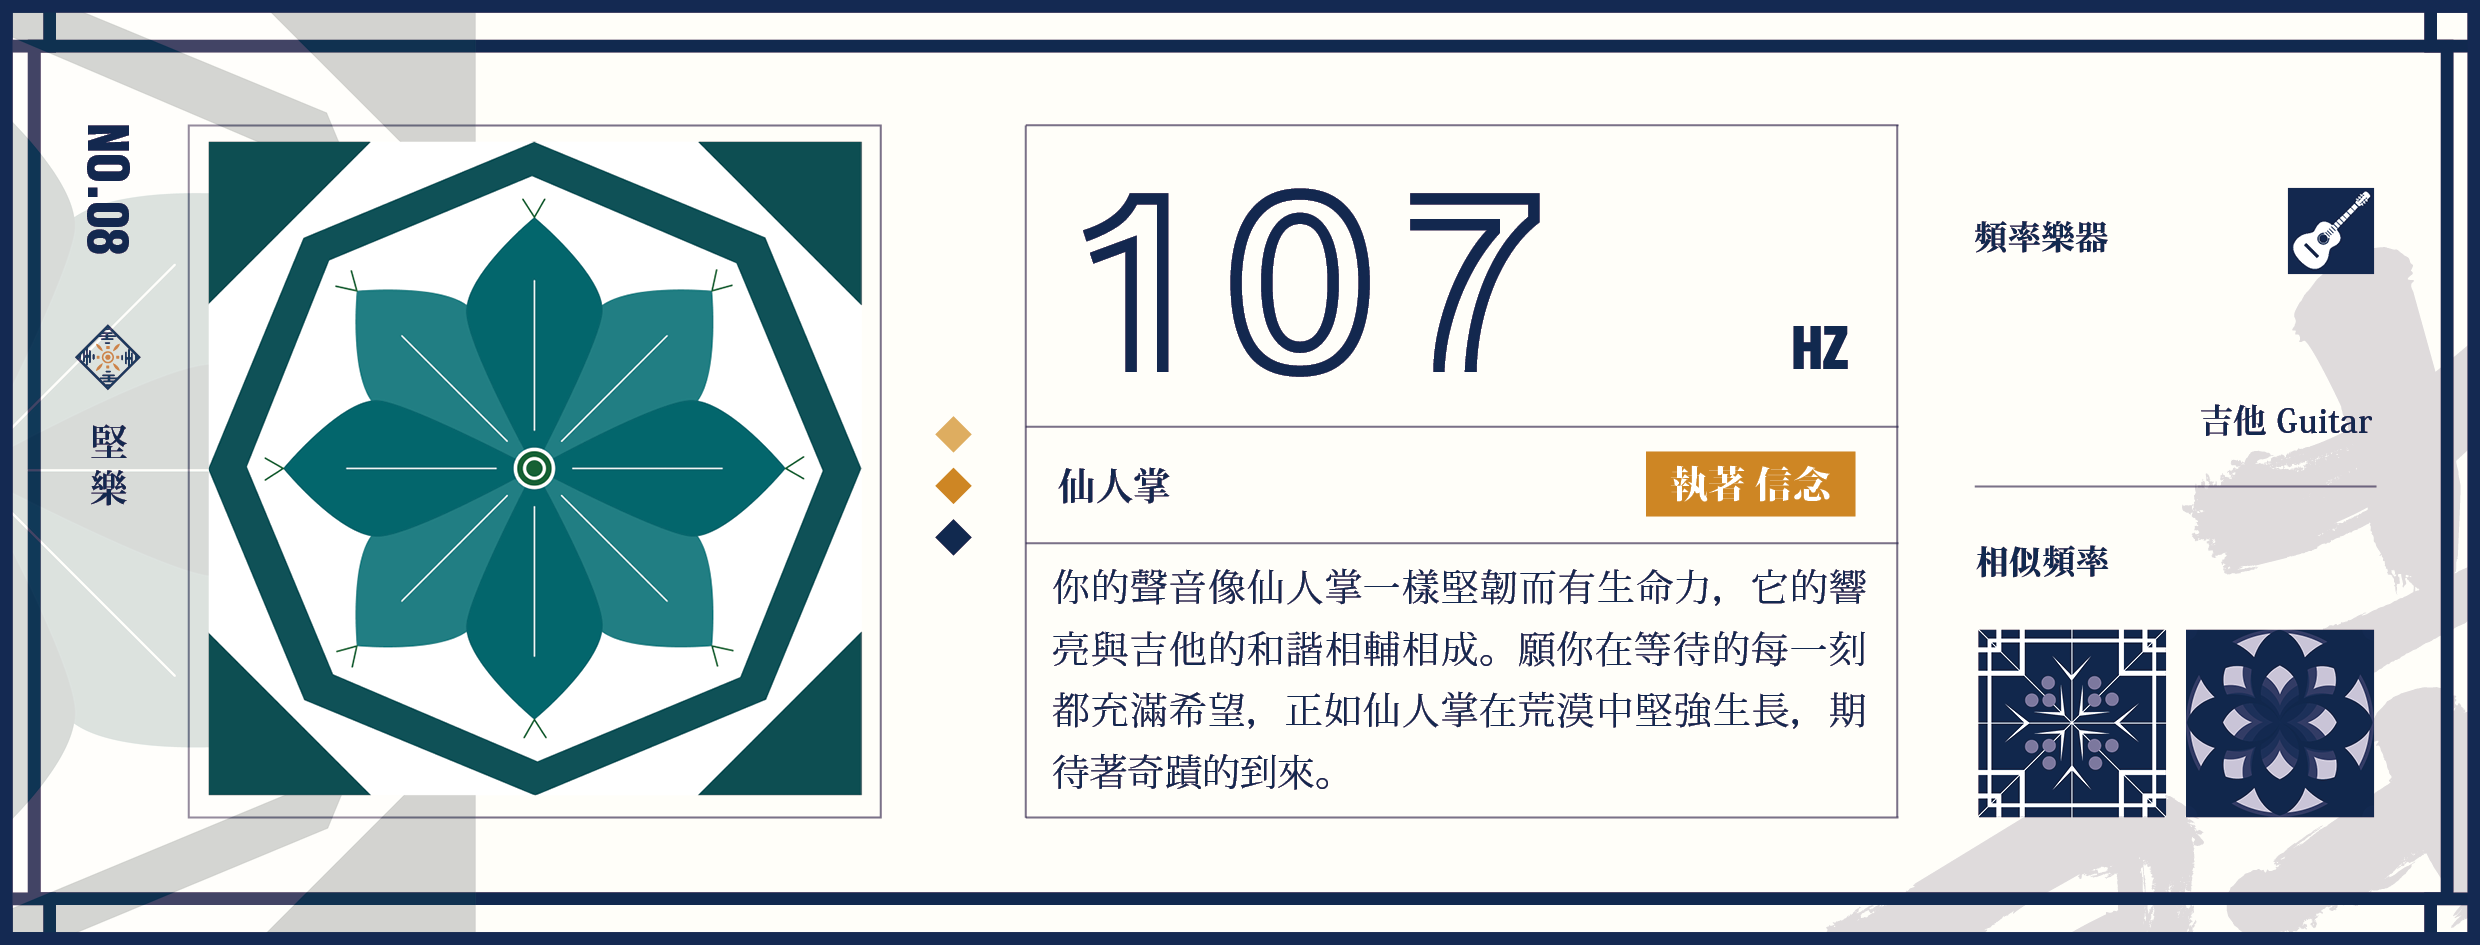 NO.08
堅樂
107
HZ
仙人掌
執著 信念
你的聲音像仙人掌一樣堅韌而有生命力，它的響
亮與吉他的和諧相輔相成。願你在等待的每一刻
都充滿希望，正如仙人掌在荒漠中堅強生長，期
待著奇蹟的到來。
頻率樂器
吉他 Guitar
相似頻率